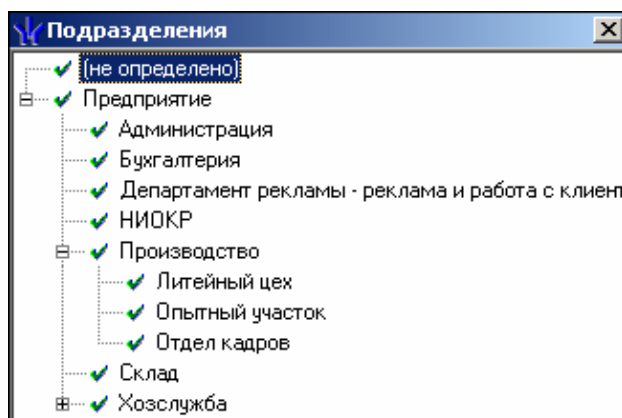 Подразделения
(не определено)
Предприятие
Администрация
Бухгалтерия
Департамент рекламы - реклама и работа с клиент
НИОКР
Производство
Литейный цех
Опытный участок
Отдел кадров
Склад
Хозслужба